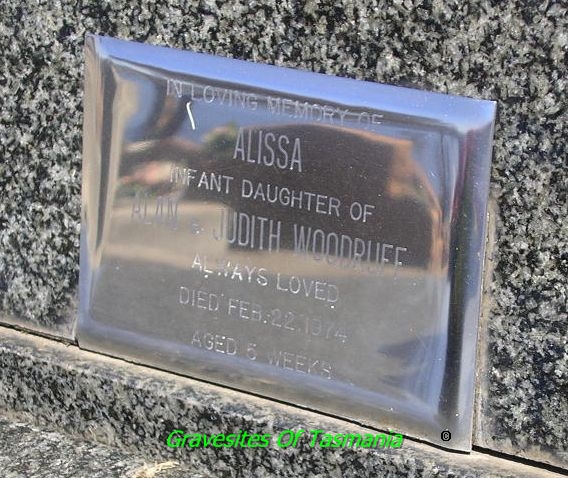 IN LOVING MEMORY OF
ALISSA
INFANT DAUGHTER OF
ALAN & JUDITH WOODRUFF
ALWAYS LOVED
DIED FEB. 22. 1974
AGED 5 WEEKS
Gravesites Of Tasmania ©